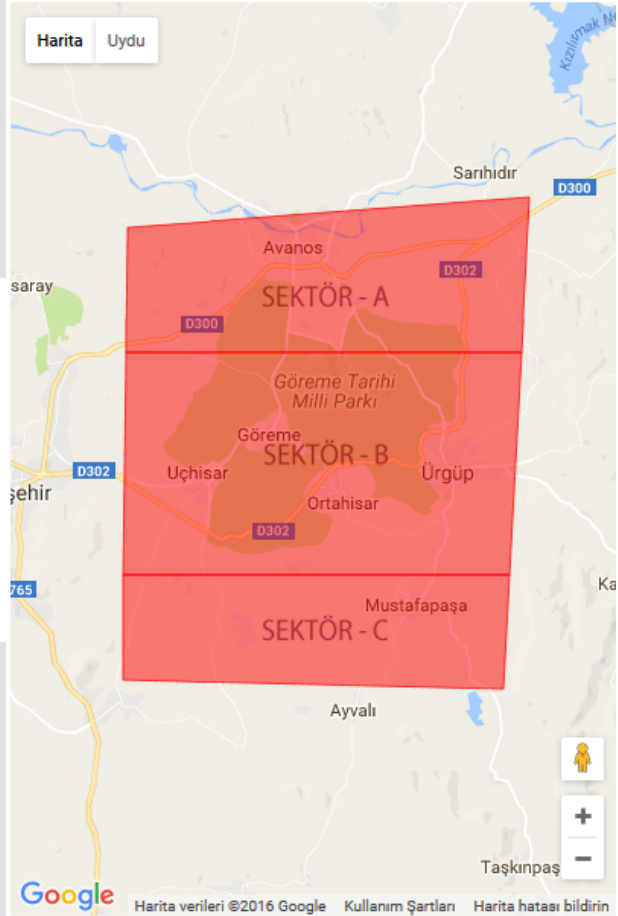 Harita Uydu
Kızılırmak N
Sarıhıdır
D300
Avanos
D302
saray
SEKTÖR - A
D300
Göreme Tarihi
Milli Parkı
Göreme
SEKTÖR - B
Uçhisar
Ürgüp
D302
şehir
Ortahisar
D302
765
Ka
Mustafapaşa
SEKTÖR - C
Ayvalı
+
Taşkınpaş
−
Google
Harita verileri ©2016 Google Kullanım Şartları Harita hatası bildirin